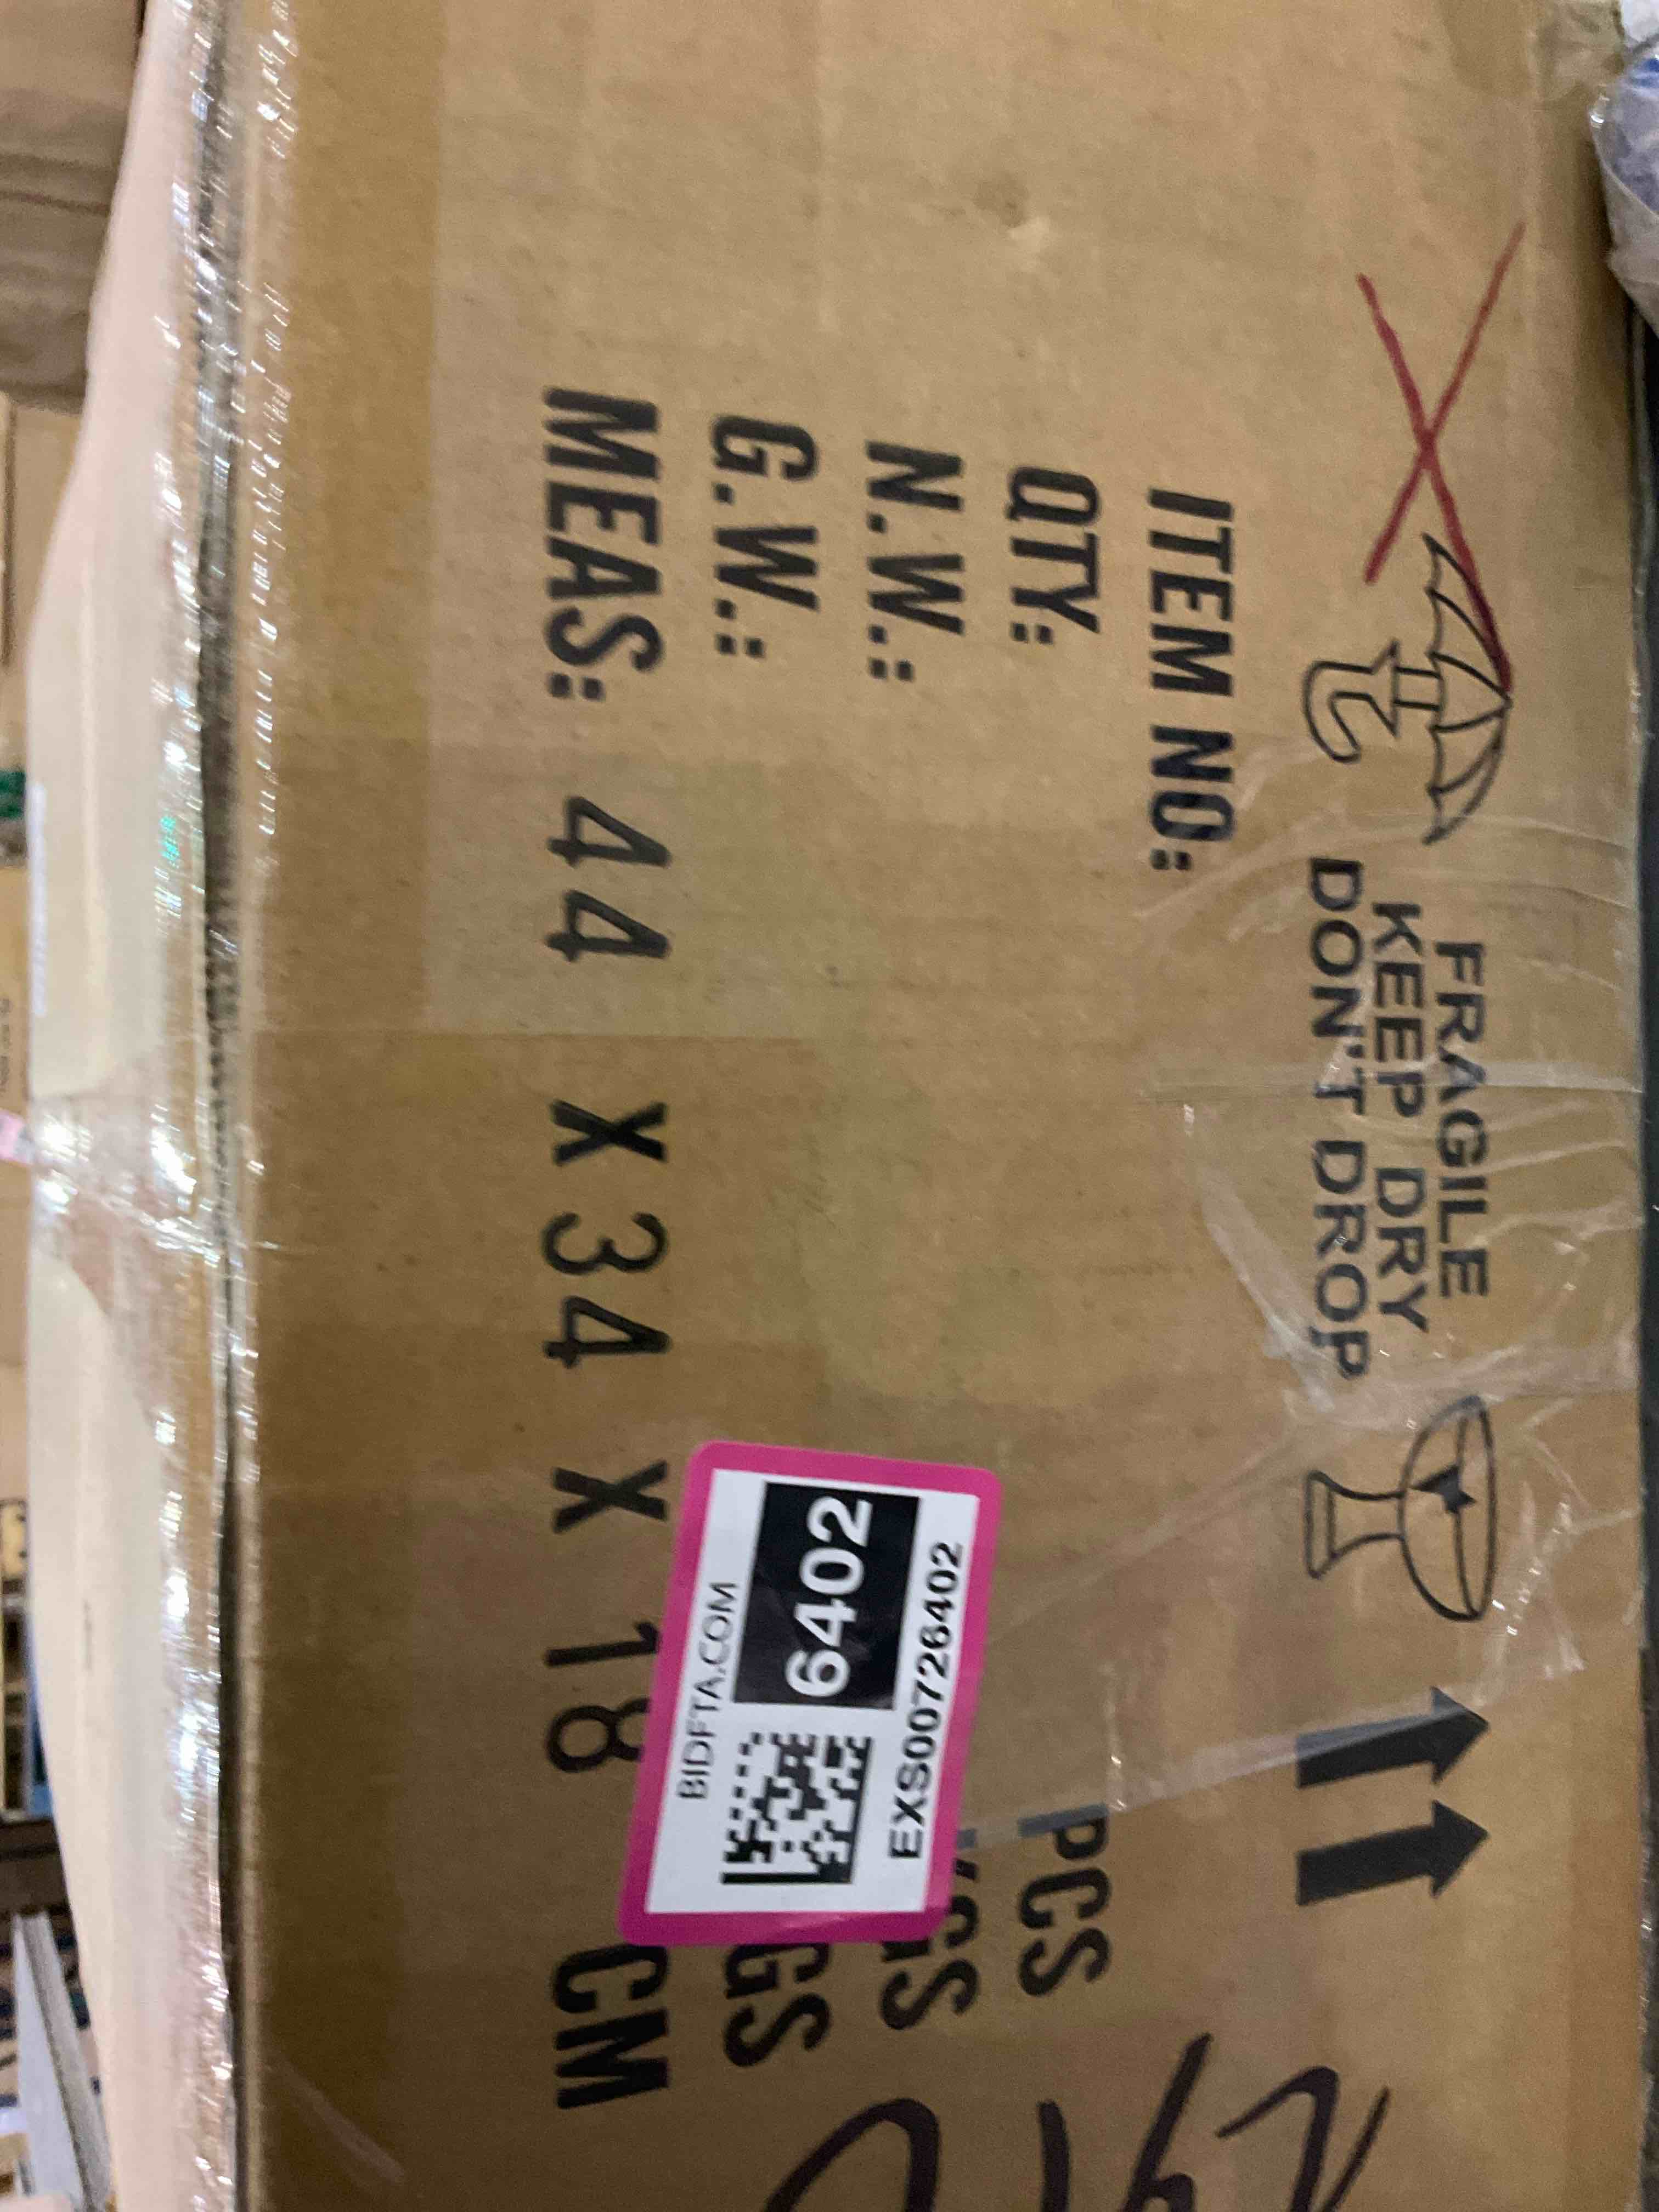 FRAGILE
KEEP DRY
DON'T DROP
ITEM NO:
QTY: PCS
N.W.:
G.W.:
MEAS: 44 X 34 X 18 CM
BIDFTA.COM
6402
EXS00726402